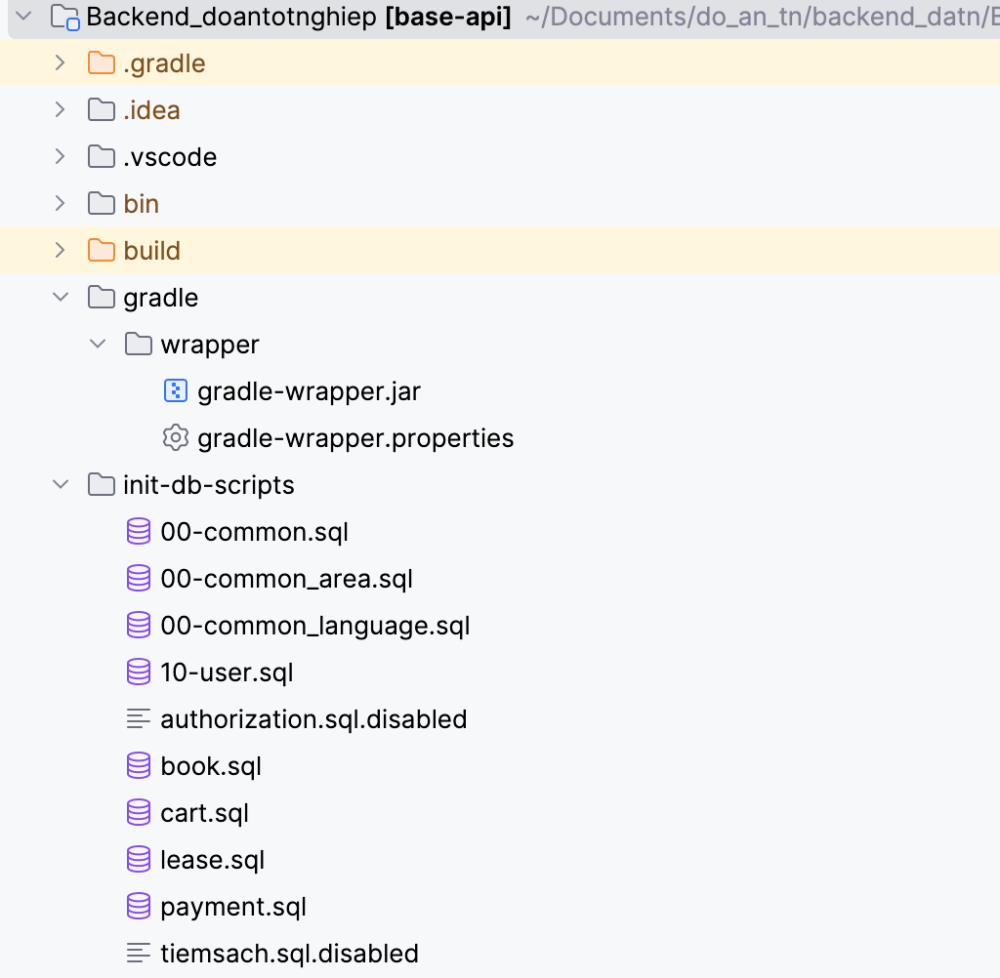 Backend_doantotnghiep [base-api] ~/Documents/do_an_tn/backend_datn/
.gradle
.idea
.vscode
bin
build
gradle
wrapper
gradle-wrapper.jar
gradle-wrapper.properties
init-db-scripts
00-common.sql
00-common_area.sql
00-common_language.sql
10-user.sql
authorization.sql.disabled
book.sql
cart.sql
lease.sql
payment.sql
tiemsach.sql.disabled